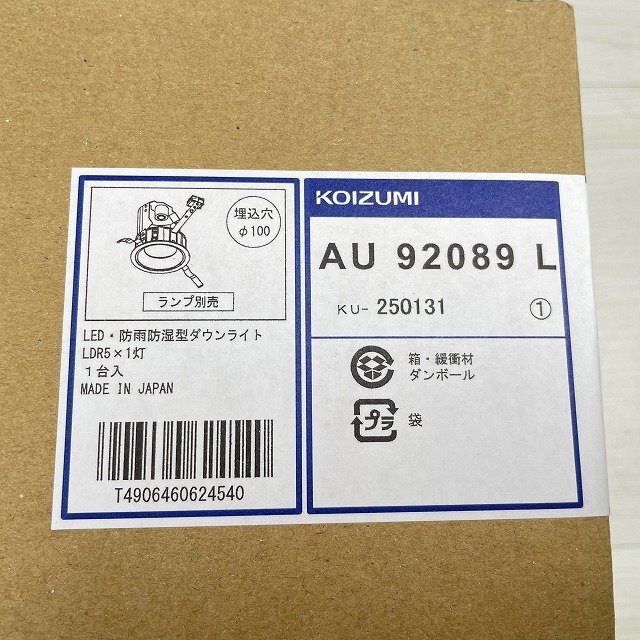 埋込穴
φ100
ランプ別売
LED・防雨防湿型ダウンライト
LDR5×1灯
1台入
MADE IN JAPAN
T4906460624540
KOIZUMI
AU 92089 L
KU-250131 ①
箱・緩衝材
ダンボール
プラ 袋